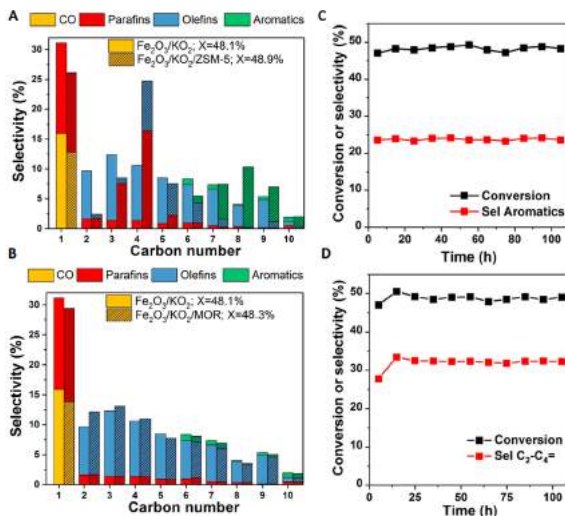 A
CO Parafins Olefins Aromatics
Fe2O3/KO2; X=48.1%
Fe2O3/KO2/ZSM-5; X=48.9%
Selectivity (%)
30
25
20
15
10
5
0
1 2 3 4 5 6 7 8 9 10
Carbon number
B
CO Parafins Olefins Aromatics
Fe2O3/KO2; X=48.1%
Fe2O3/KO2/MOR; X=48.3%
Selectivity (%)
30
25
20
15
10
5
0
1 2 3 4 5 6 7 8 9 10
Carbon number
C
Conversion or selectivity (%)
60
50
40
30
20
10
0
Conversion
Sel Aromatics
0 25 50 75 100
Time (h)
D
Conversion or selectivity (%)
60
50
40
30
20
10
0
Conversion
Sel C2-C4=
0 25 50 75 100
Time (h)